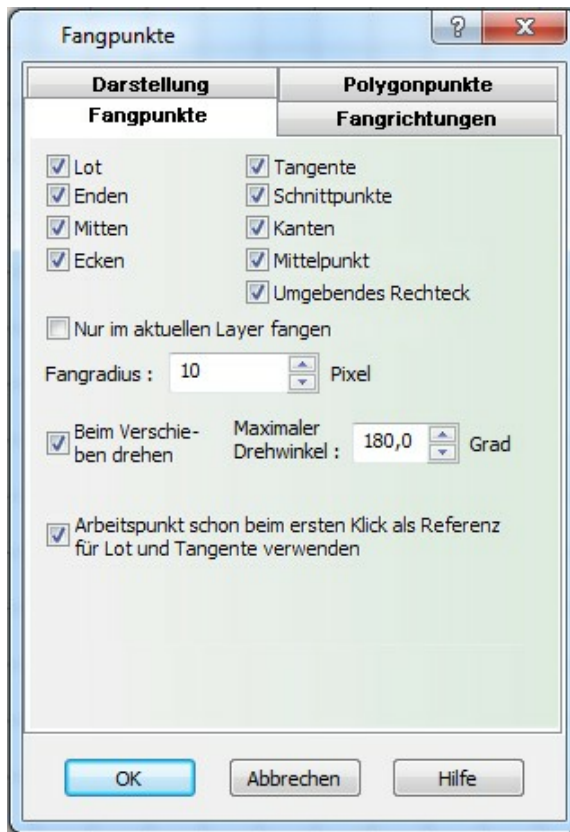 Fangpunkte
Darstellung
Polygonpunkte
Fangpunkte
Fangrichtungen
Lot
Tangente
Enden
Schnittpunkte
Mitten
Kanten
Ecken
Mittelpunkt
Umgebendes Rechteck
Nur im aktuellen Layer fangen
Fangradius : 10 Pixel
Beim Verschie-
ben drehen
Maximaler
Drehwinkel : 180,0 Grad
Arbeitspunkt schon beim ersten Klick als Referenz
für Lot und Tangente verwenden
OK
Abbrechen
Hilfe